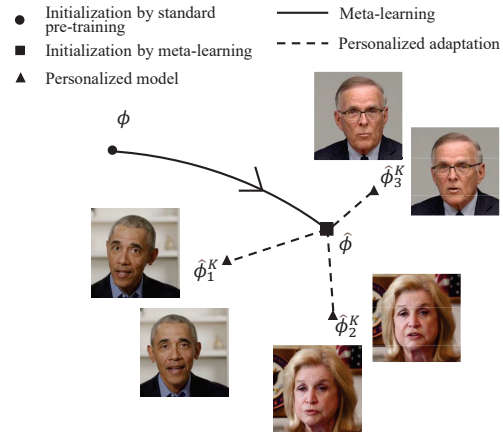 Initialization by standard
pre-training
Initialization by meta-learning
Personalized model
Meta-learning
Personalized adaptation
ϕ
ϕ̂₃ᴷ
ϕ̂
ϕ̂₁ᴷ
ϕ̂₂ᴷ